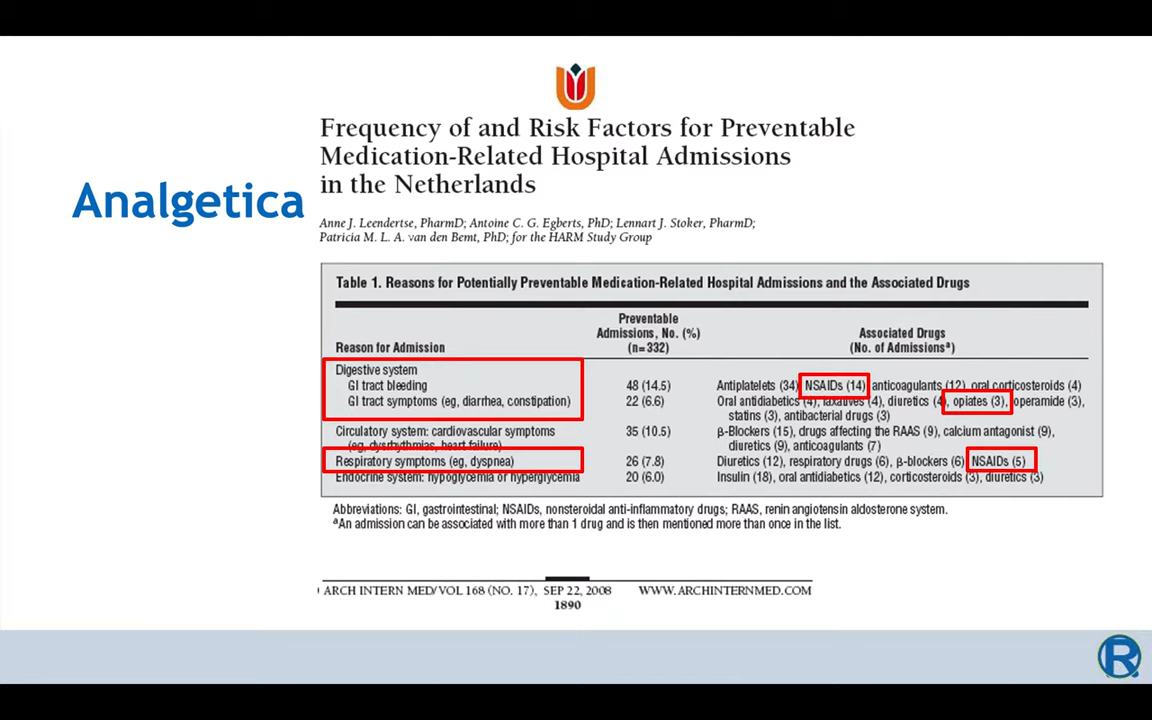 Analgetica
Frequency of and Risk Factors for Preventable
Medication-Related Hospital Admissions
in the Netherlands
Anne J. Leendertse, PharmD; Antoine C. G. Egberts, PhD; Lennart J. Stoker, PharmD;
Patricia M. L. A. van den Bemt, PhD; for the HARM Study Group
Table 1. Reasons for Potentially Preventable Medication-Related Hospital Admissions and the Associated Drugs
Reason for Admission
Preventable
Admissions, No. (%)
(n=332)
Associated Drugs
(No. of Admissionsª)
Digestive system
GI tract bleeding 48 (14.5) Antiplatelets (34) NSAIDs (14) anticoagulants (12), oral corticosteroids (4)
GI tract symptoms (eg, diarrhea, constipation) 22 (6.6) Oral antidiabetics (4), laxatives (4), diuretics (4), opiates (3), loperamide (3),
statins (3), antibacterial drugs (3)
Circulatory system: cardiovascular symptoms 35 (10.5) β-Blockers (15), drugs affecting the RAAS (9), calcium antagonist (9),
(eg, dysrhythmias, heart failure) diuretics (9), anticoagulants (7)
Respiratory symptoms (eg, dyspnea) 26 (7.8) Diuretics (12), respiratory drugs (6), β-blockers (6) NSAIDs (5)
Endocrine system: hypoglycemia or hyperglycemia 20 (6.0) Insulin (18), oral antidiabetics (12), corticosteroids (3), diuretics (3)
Abbreviations: GI, gastrointestinal; NSAIDs, nonsteroidal anti-inflammatory drugs; RAAS, renin angiotensin aldosterone system.
ªAn admission can be associated with more than 1 drug and is then mentioned more than once in the list.
ARCH INTERN MED/VOL 168 (NO. 17), SEP 22, 2008 WWW.ARCHINTERNMED.COM
1890
R